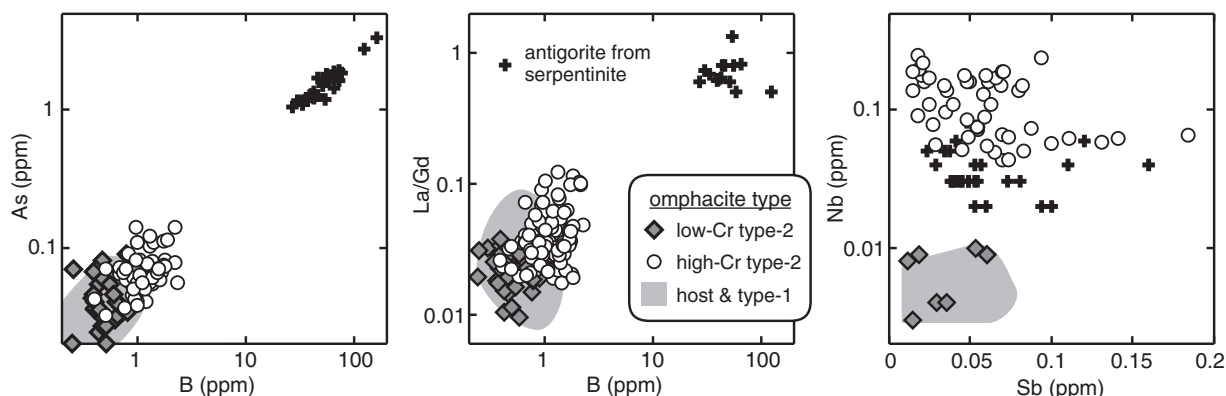 As (ppm)
1
0.1
1
10
100
B (ppm)
La/Gd
1
0.1
0.01
antigorite from
serpentinite
1
10
100
B (ppm)
omphacite type
low-Cr type-2
high-Cr type-2
host & type-1
Nb (ppm)
0.1
0.01
0
0.05
0.1
0.15
0.2
Sb (ppm)